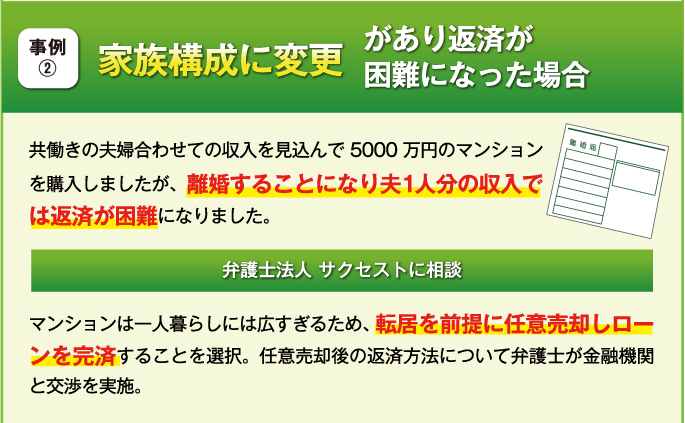 事例
②
家族構成に変更
があり返済が
困難になった場合
共働きの夫婦合わせての収入を見込んで 5000 万円のマンション
を購入しましたが、離婚することになり夫1人分の収入で
は返済が困難になりました。
離婚届
弁護士法人 サクセストに相談
マンションは一人暮らしには広すぎるため、転居を前提に任意売却しロー
ンを完済することを選択。任意売却後の返済方法について弁護士が金融機関
と交渉を実施。